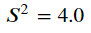 S² = 4.0